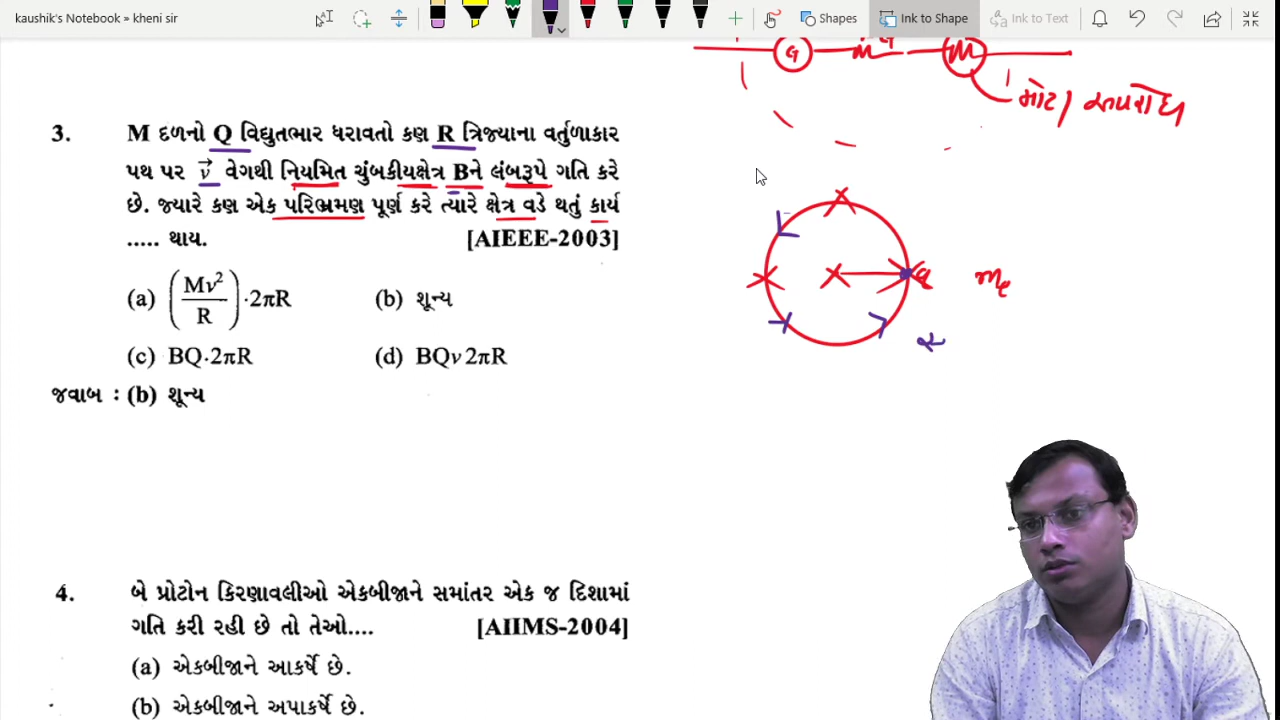 kaushik's Notebook » kheni sir
Shapes
Ink to Shape
Ink to Text
G
G
M
મોટા અવરોધ
3. M દળનો Q વિદ્યુતભાર ધરાવતો કણ R ત્રિજ્યાના વર્તુળાકાર
પથ પર v⃗ વેગથી નિયમિત ચુંબકીયક્ષેત્ર Bને લંબરૂપે ગતિ કરે
છે. જ્યારે કણ એક પરિભ્રમણ પૂર્ણ કરે ત્યારે ક્ષેત્ર વડે થતું કાર્ય
..... થાય. [AIEEE-2003]
(a) (Mv²/R)·2πR (b) શૂન્ય
(c) BQ·2πR (d) BQv 2πR
જવાબ : (b) શૂન્ય
4. બે પ્રોટોન કિરણાવલીઓ એકબીજાને સમાંતર એક જ દિશામાં
ગતિ કરી રહી છે તો તેઓ.... [AIIMS-2004]
(a) એકબીજાને આકર્ષે છે.
(b) એકબીજાને અપાકર્ષે છે.